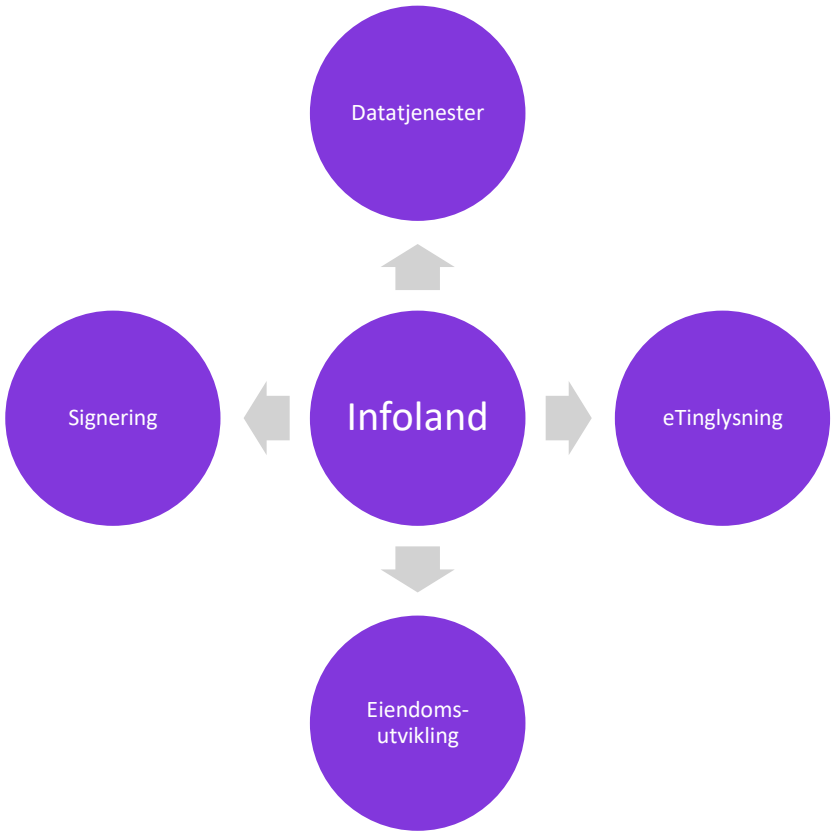 Datatjenester
Signering
Infoland
eTinglysning
Eiendoms-
utvikling